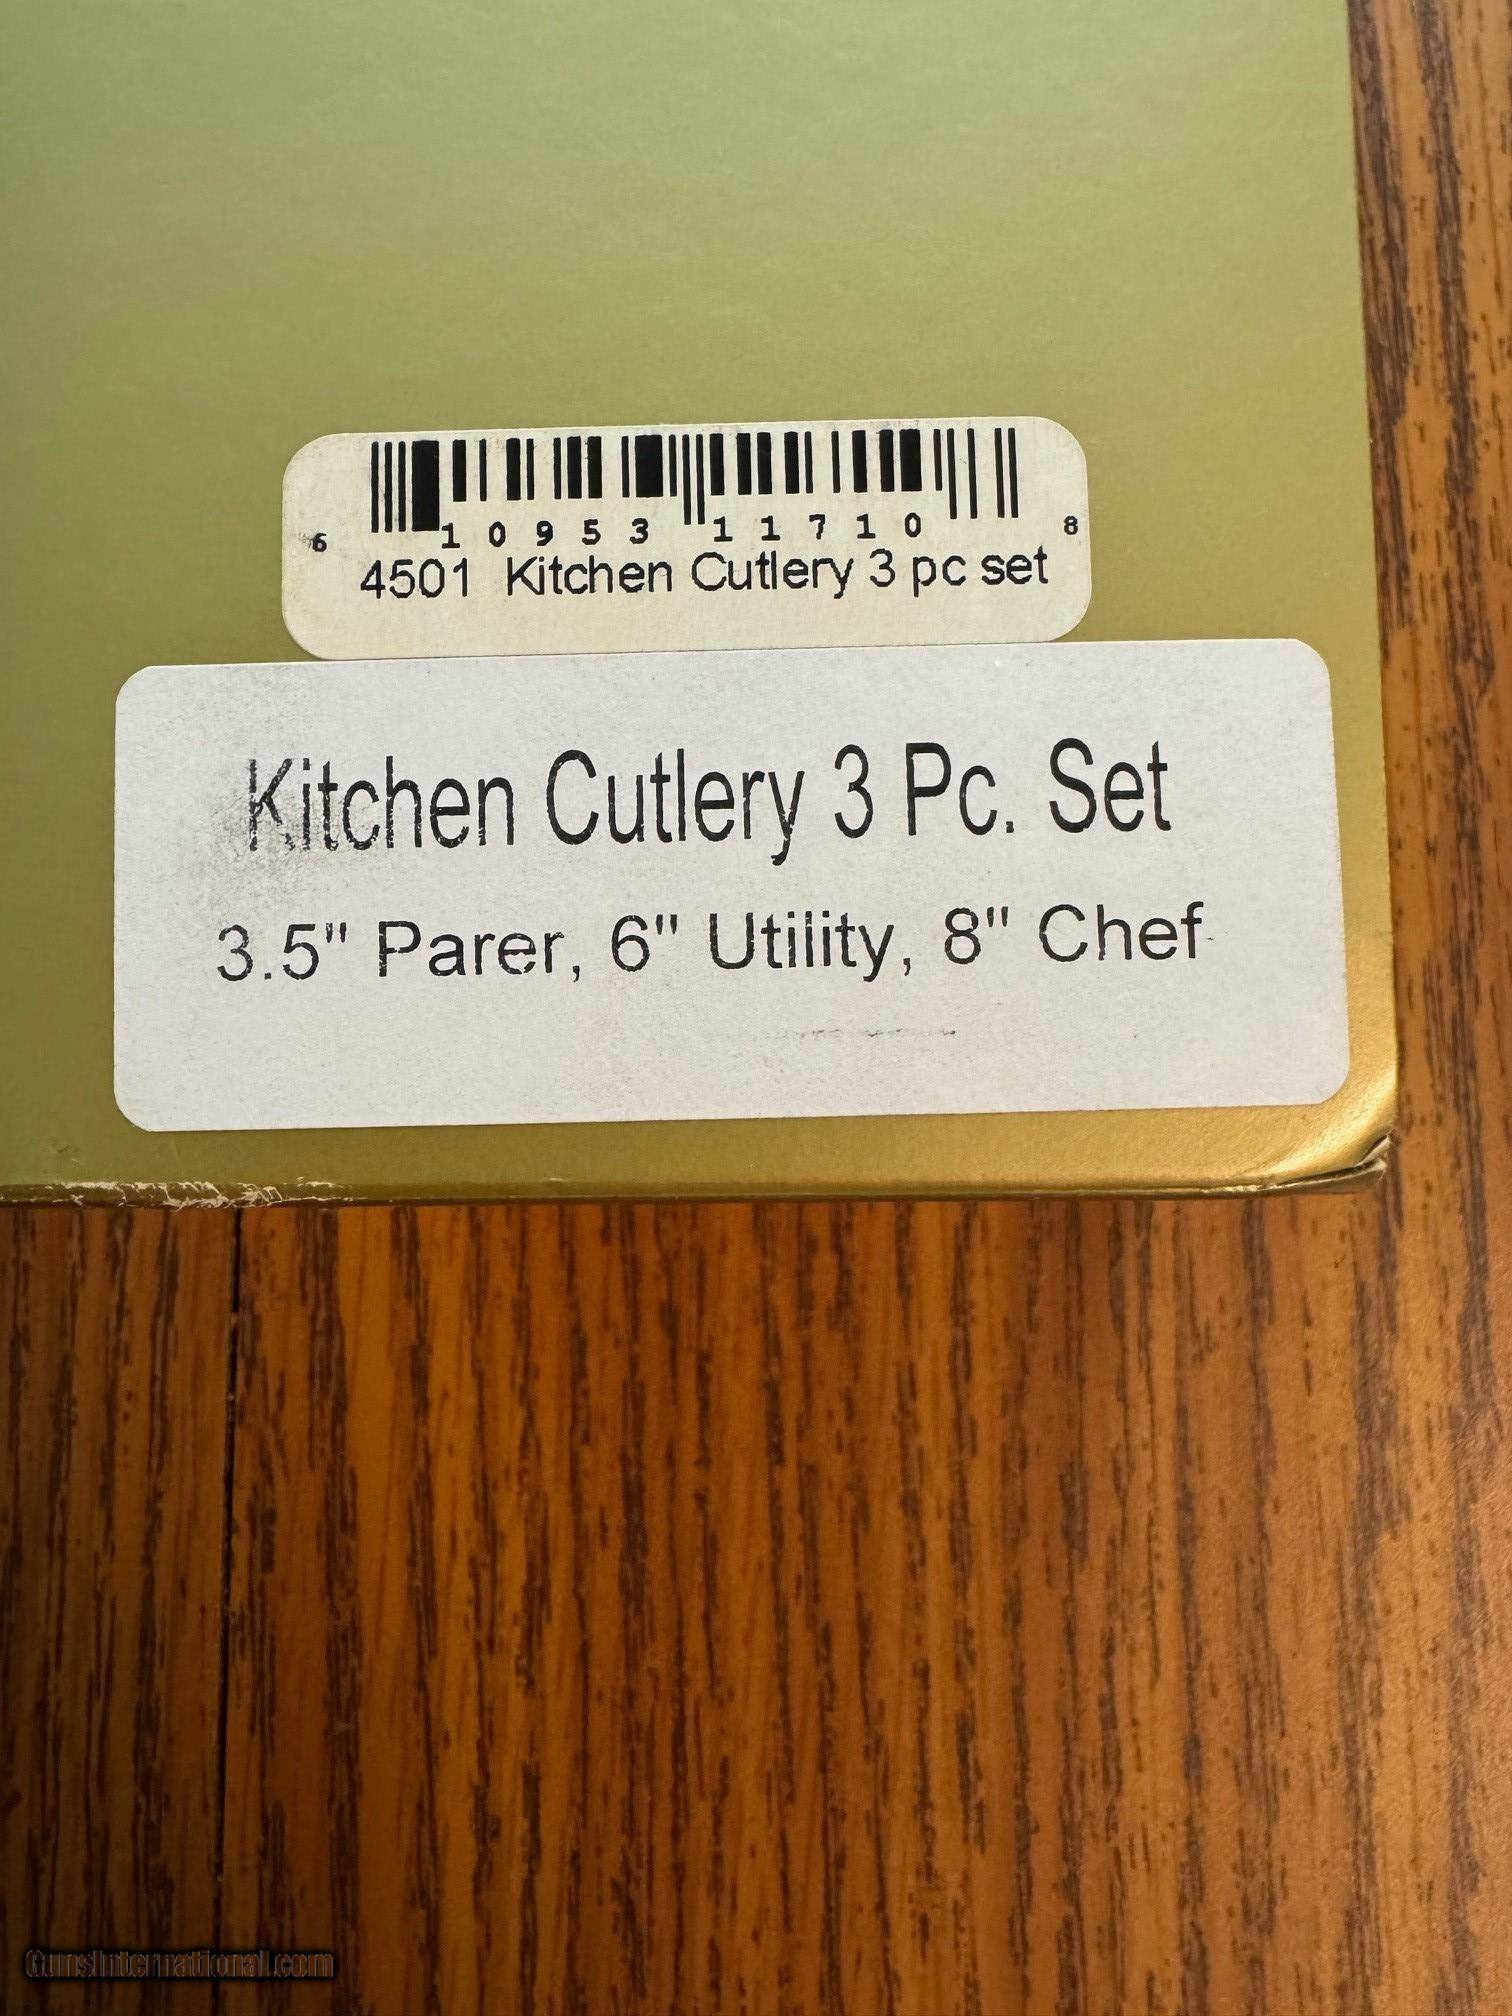 6 10953 11710 8
4501 Kitchen Cutlery 3 pc set
Kitchen Cutlery 3 Pc. Set
3.5" Parer, 6" Utility, 8" Chef
GunsInternational.com